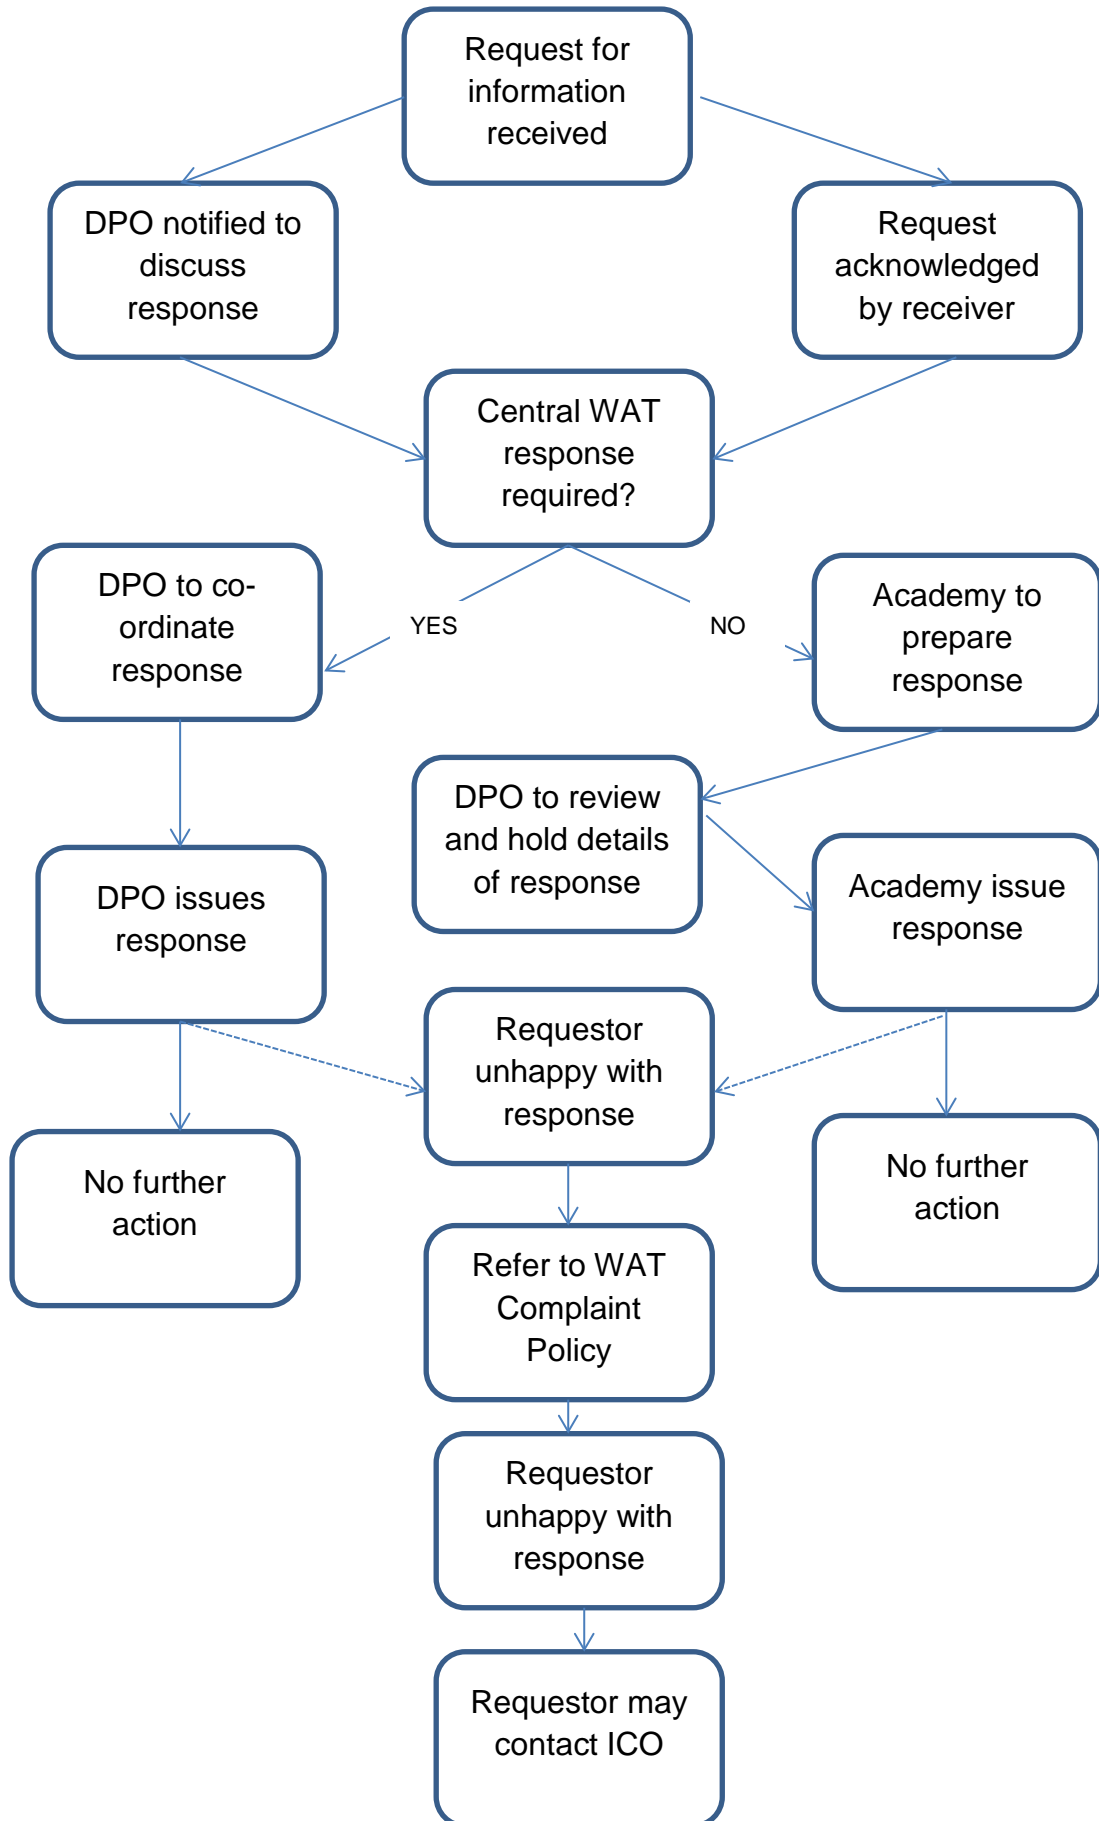 Request for
information
received
DPO notified to
discuss
response
Request
acknowledged
by receiver
Central WAT
response
required?
DPO to co-
ordinate
response
YES
NO
Academy to
prepare
response
DPO to review
and hold details
of response
DPO issues
response
Academy issue
response
Requestor
unhappy with
response
No further
action
No further
action
Refer to WAT
Complaint
Policy
Requestor
unhappy with
response
Requestor may
contact ICO